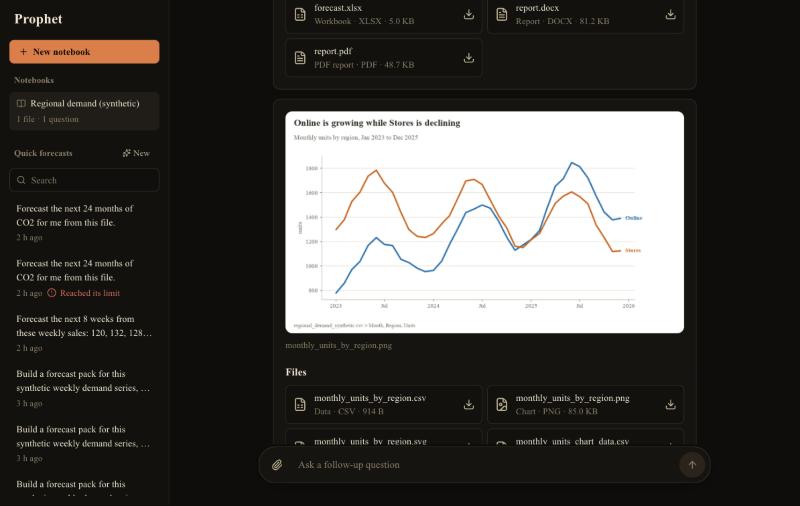 Prophet
New notebook
Notebooks
Regional demand (synthetic)
1 file · 1 question
Quick forecasts
New
Search
Forecast the next 24 months of
CO2 for me from this file.
2 h ago
Forecast the next 24 months of
CO2 for me from this file.
2 h ago Reached its limit
Forecast the next 8 weeks from
these weekly sales: 120, 132, 128…
2 h ago
Build a forecast pack for this
synthetic weekly demand series, …
3 h ago
Build a forecast pack for this
synthetic weekly demand series, …
3 h ago
Build a forecast pack for this
forecast.xlsx
Workbook · XLSX · 5.0 KB
report.docx
Report · DOCX · 81.2 KB
report.pdf
PDF report · PDF · 48.7 KB
Online is growing while Stores is declining
Monthly units by region, Jan 2023 to Dec 2025
units
1800
1600
1400
1200
1000
800
Online
Stores
2023 Jul 2024 Jul 2025 Jul 2026
regional_demand_synthetic.csv
monthly_units_by_region.png
Files
monthly_units_by_region.csv
Data · CSV · 914 B
monthly_units_by_region.png
Chart · PNG · 85.0 KB
monthly_units_by_region.svg
monthly_units_chart_data.csv
Ask a follow-up question